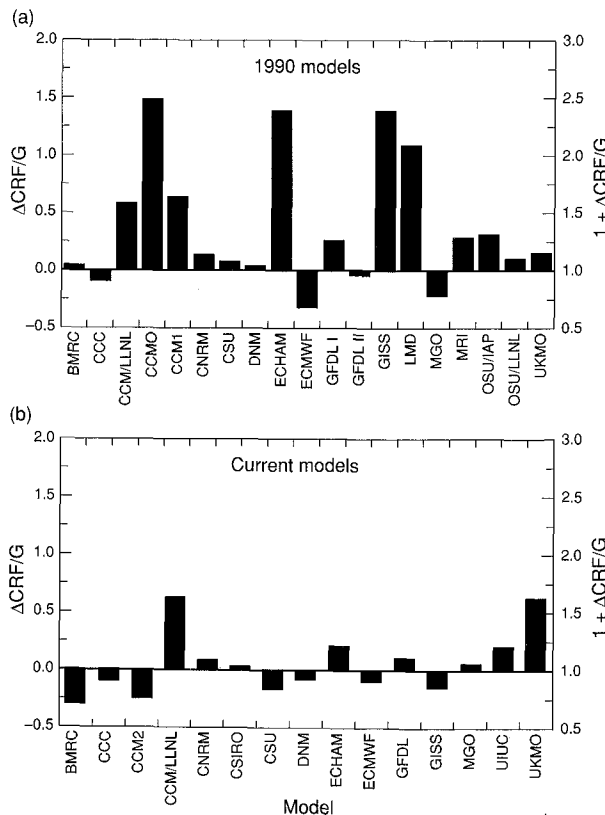 (a)
1990 models
2.0
1.5
1.0
0.5
0.0
−0.5
ΔCRF/G
3.0
2.5
2.0
1.5
1.0
0.5
1 + ΔCRF/G
BMRC
CCC
CCM/LLNL
CCMO
CCM1
CNRM
CSU
DNM
ECHAM
ECMWF
GFDL I
GFDL II
GISS
LMD
MGO
MRI
OSU/IAP
OSU/LLNL
UKMO
(b)
Current models
2.0
1.5
1.0
0.5
0.0
−0.5
ΔCRF/G
3.0
2.5
2.0
1.5
1.0
0.5
1 + ΔCRF/G
BMRC
CCC
CCM2
CCM/LLNL
CNRM
CSIRO
CSU
DNM
ECHAM
ECMWF
GFDL
GISS
MGO
UIUC
UKMO
Model